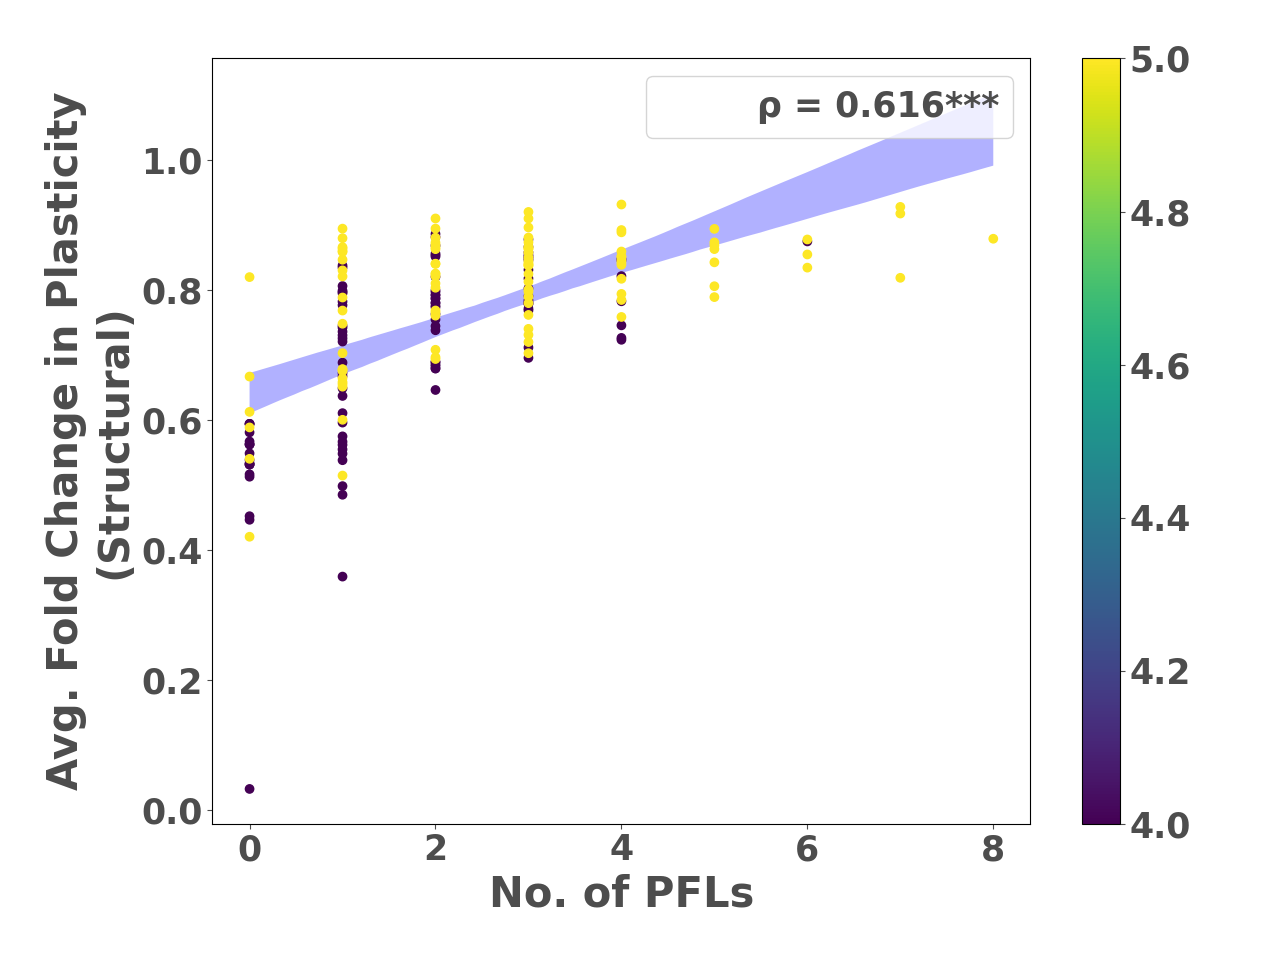 ρ = 0.616***
Avg. Fold Change in Plasticity
(Structural)
1.0
0.8
0.6
0.4
0.2
0.0
0 2 4 6 8
No. of PFLs
5.0
4.8
4.6
4.4
4.2
4.0